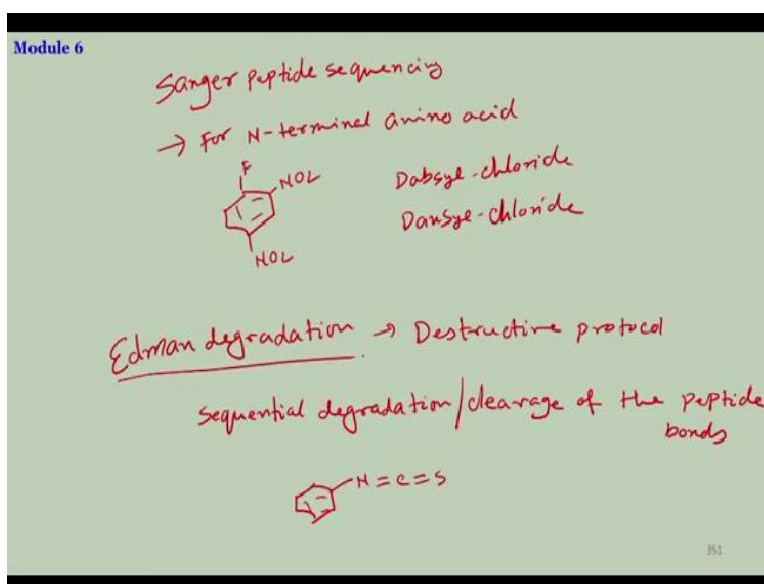 Module 6
Sanger peptide sequencing
→ For N-terminal amino acid
F
NO2
Dabsyl-chloride
Dansyl-chloride
NO2
Edman degradation → Destructive protocol
sequential degradation/cleavage of the peptide
bonds
N=C=S
351